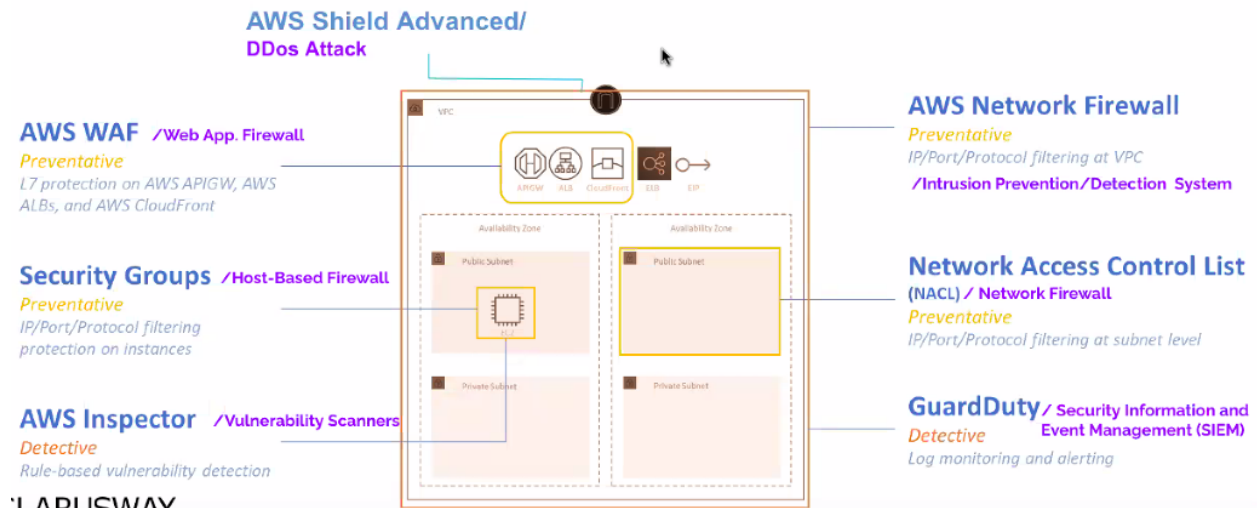 AWS Shield Advanced/
DDos Attack
AWS WAF /Web App. Firewall
Preventative
L7 protection on AWS APIGW, AWS
ALBs, and AWS CloudFront
Security Groups /Host-Based Firewall
Preventative
IP/Port/Protocol filtering
protection on instances
AWS Inspector /Vulnerability Scanners
Detective
Rule-based vulnerability detection
VPC
APIGW ALB CloudFront ELB EIP
Availability Zone
Public Subnet
Private Subnet
Availability Zone
Public Subnet
Private Subnet
AWS Network Firewall
Preventative
IP/Port/Protocol filtering at VPC
/Intrusion Prevention/Detection System
Network Access Control List
(NACL) / Network Firewall
Preventative
IP/Port/Protocol filtering at subnet level
GuardDuty / Security Information and
Event Management (SIEM)
Detective
Log monitoring and alerting